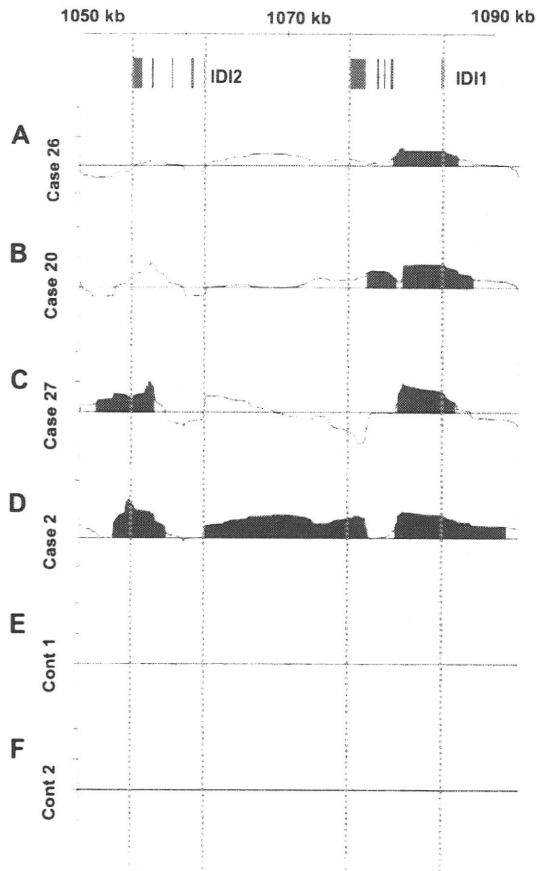 1050 kb 1070 kb 1090 kb
IDI2 IDI1
A Case 26
B Case 20
C Case 27
D Case 2
E Cont 1
F Cont 2